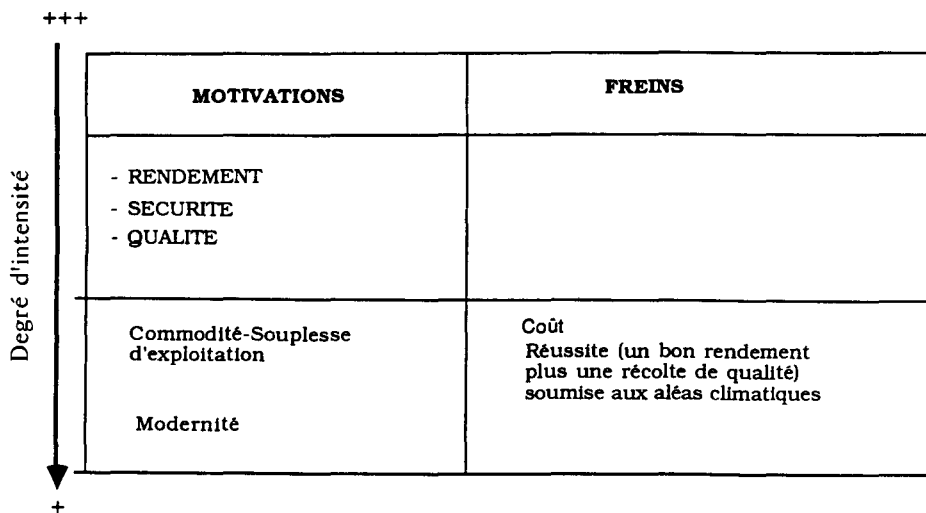 +++
Degré d'intensité
MOTIVATIONS
FREINS
- RENDEMENT
- SECURITE
- QUALITE
Commodité-Souplesse
d'exploitation
Modernité
Coût
Réussite (un bon rendement
plus une récolte de qualité)
soumise aux aléas climatiques
+